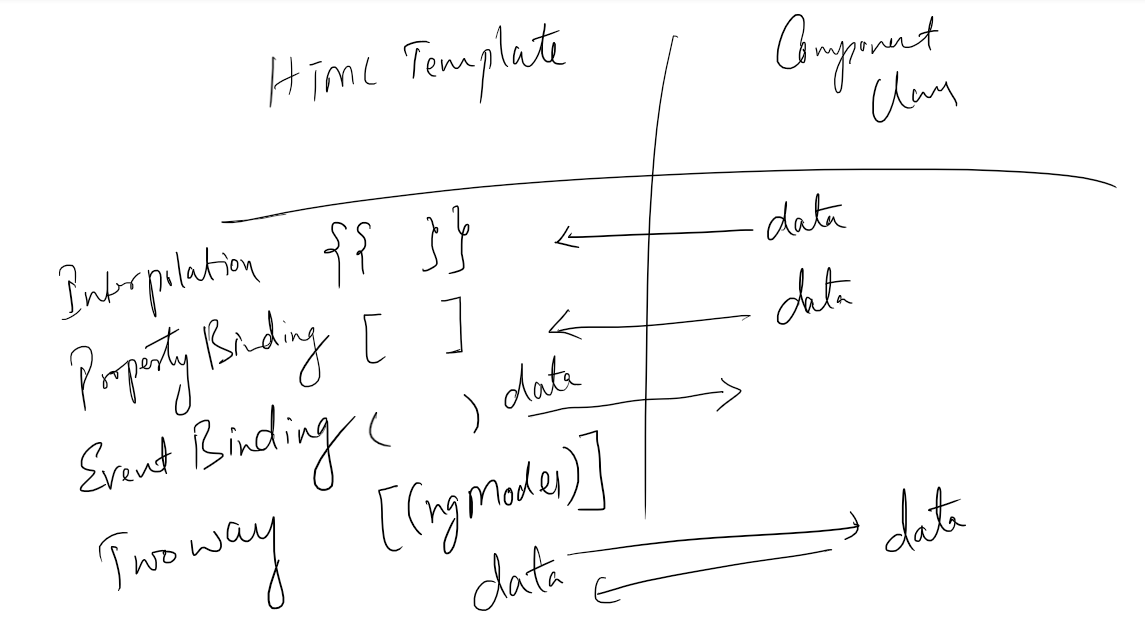 HTML Template
Component
Class
Interpolation {{ }} data
Property Binding [ ] data
Event Binding ( ) data
Two way [(ngModel)]
data data